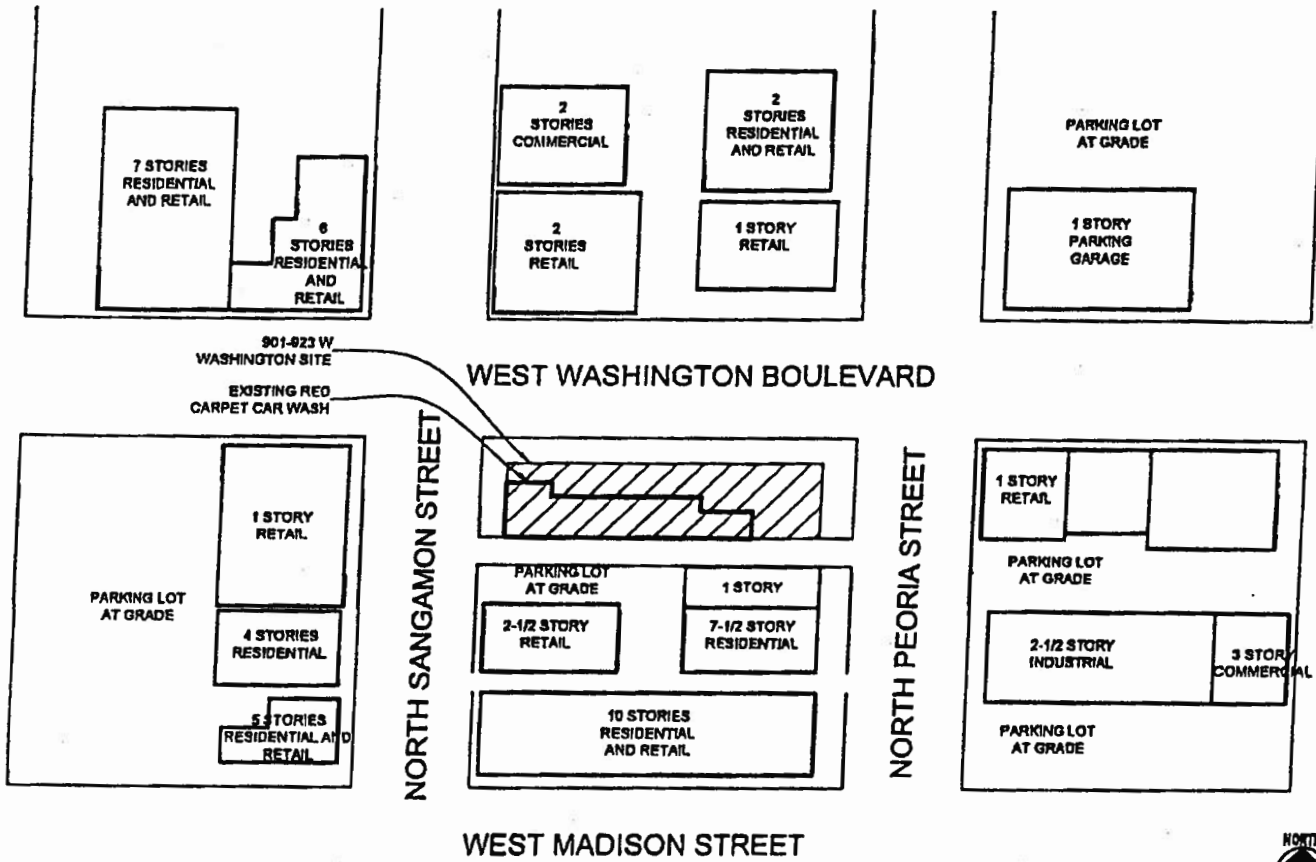 7 STORIES
RESIDENTIAL
AND RETAIL
6
STORIES
RESIDENTIAL
AND
RETAIL
2
STORIES
COMMERCIAL
2
STORIES
RESIDENTIAL
AND RETAIL
2
STORIES
RETAIL
1 STORY
RETAIL
PARKING LOT
AT GRADE
1 STORY
PARKING
GARAGE
901-923 W
WASHINGTON SITE
EXISTING RED
CARPET CAR WASH
WEST WASHINGTON BOULEVARD
1 STORY
RETAIL
PARKING LOT
AT GRADE
4 STORIES
RESIDENTIAL
5 STORIES
RESIDENTIAL AND
RETAIL
NORTH SANGAMON STREET
PARKING LOT
AT GRADE
1 STORY
2-1/2 STORY
RETAIL
7-1/2 STORY
RESIDENTIAL
10 STORIES
RESIDENTIAL
AND RETAIL
NORTH PEORIA STREET
1 STORY
RETAIL
PARKING LOT
AT GRADE
2-1/2 STORY
INDUSTRIAL
3 STORY
COMMERCIAL
PARKING LOT
AT GRADE
WEST MADISON STREET